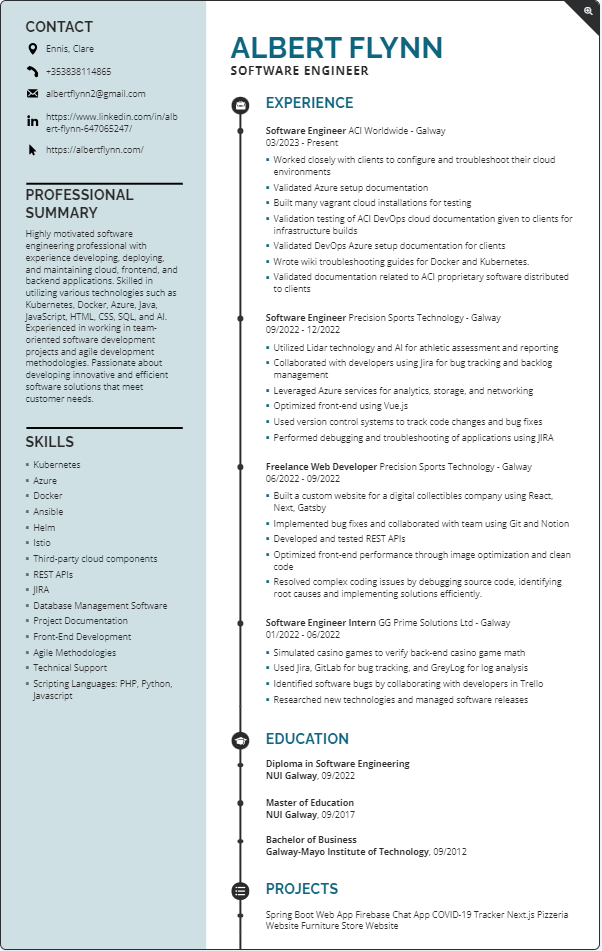 CONTACT
Ennis, Clare
+353838114865
albertflynn2@gmail.com
https://www.linkedin.com/in/alb
ert-flynn-647065247/
https://albertflynn.com/
PROFESSIONAL
SUMMARY
Highly motivated software
engineering professional with
experience developing, deploying,
and maintaining cloud, frontend, and
backend applications. Skilled in
utilizing various technologies such as
Kubernetes, Docker, Azure, Java,
JavaScript, HTML, CSS, SQL, and AI.
Experienced in working in team-
oriented software development
projects and agile development
methodologies. Passionate about
developing innovative and efficient
software solutions that meet
customer needs.
SKILLS
Kubernetes
Azure
Docker
Ansible
Helm
Istio
Third-party cloud components
REST APIs
JIRA
Database Management Software
Project Documentation
Front-End Development
Agile Methodologies
Technical Support
Scripting Languages: PHP, Python,
Javascript
ALBERT FLYNN
SOFTWARE ENGINEER
EXPERIENCE
Software Engineer ACI Worldwide - Galway
03/2023 - Present
Worked closely with clients to configure and troubleshoot their cloud
environments
Validated Azure setup documentation
Built many vagrant cloud installations for testing
Validation testing of ACI DevOps cloud documentation given to clients for
infrastructure builds
Validated DevOps Azure setup documentation for clients
Wrote wiki troubleshooting guides for Docker and Kubernetes.
Validated documentation related to ACI proprietary software distributed
to clients
Software Engineer Precision Sports Technology - Galway
09/2022 - 12/2022
Utilized Lidar technology and AI for athletic assessment and reporting
Collaborated with developers using Jira for bug tracking and backlog
management
Leveraged Azure services for analytics, storage, and networking
Optimized front-end using Vue.js
Used version control systems to track code changes and bug fixes
Performed debugging and troubleshooting of applications using JIRA
Freelance Web Developer Precision Sports Technology - Galway
06/2022 - 09/2022
Built a custom website for a digital collectibles company using React,
Next, Gatsby
Implemented bug fixes and collaborated with team using Git and Notion
Developed and tested REST APIs
Optimized front-end performance through image optimization and clean
code
Resolved complex coding issues by debugging source code, identifying
root causes and implementing solutions efficiently.
Software Engineer Intern GG Prime Solutions Ltd - Galway
01/2022 - 06/2022
Simulated casino games to verify back-end casino game math
Used Jira, GitLab for bug tracking, and GreyLog for log analysis
Identified software bugs by collaborating with developers in Trello
Researched new technologies and managed software releases
EDUCATION
Diploma in Software Engineering
NUI Galway, 09/2022
Master of Education
NUI Galway, 09/2017
Bachelor of Business
Galway-Mayo Institute of Technology, 09/2012
PROJECTS
Spring Boot Web App Firebase Chat App COVID-19 Tracker Next.js Pizzeria
Website Furniture Store Website